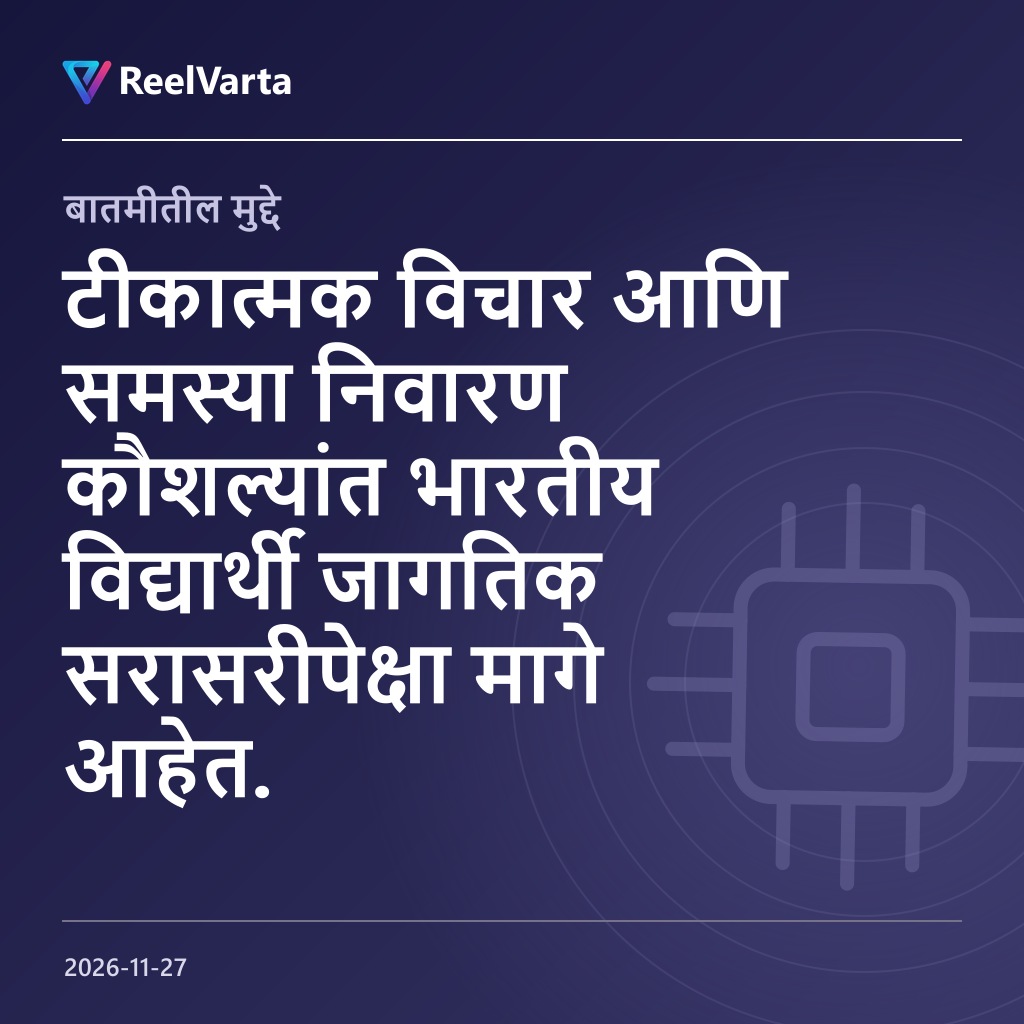 ReelVarta
बातमीतील मुद्दे
टीकात्मक विचार आणि
समस्या निवारण
कौशल्यांत भारतीय
विद्यार्थी जागतिक
सरासरीपेक्षा मागे
आहेत.
2026-11-27